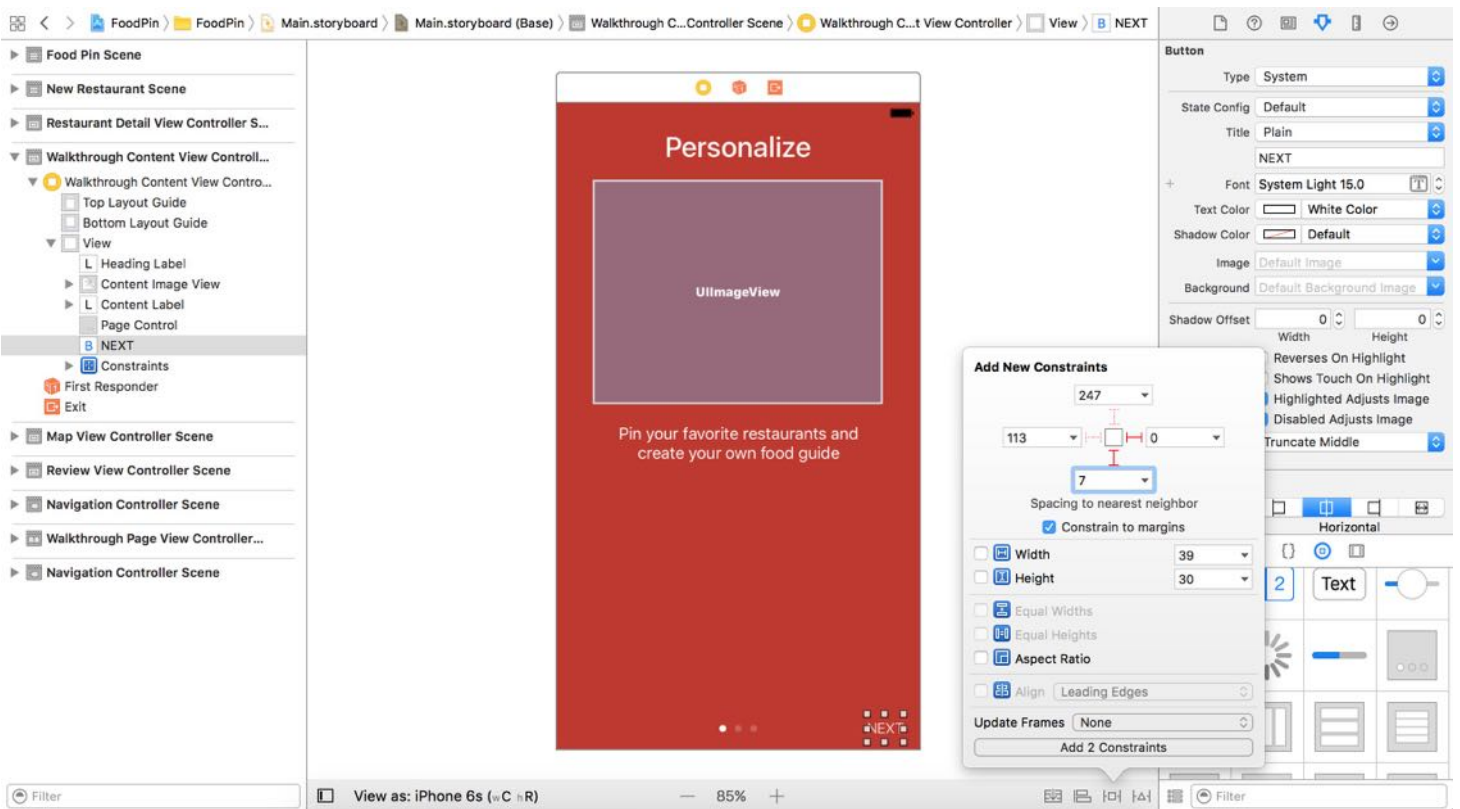 FoodPin FoodPin Main.storyboard Main.storyboard (Base) Walkthrough C...Controller Scene Walkthrough C...t View Controller View B NEXT
Food Pin Scene
New Restaurant Scene
Restaurant Detail View Controller S...
Walkthrough Content View Controll...
Walkthrough Content View Contro...
Top Layout Guide
Bottom Layout Guide
View
L Heading Label
Content Image View
L Content Label
Page Control
B NEXT
Constraints
First Responder
Exit
Map View Controller Scene
Review View Controller Scene
Navigation Controller Scene
Walkthrough Page View Controller...
Navigation Controller Scene
Filter
Personalize
UIImageView
Pin your favorite restaurants and
create your own food guide
NEXT
View as: iPhone 6s (wC hR)
85%
Add New Constraints
247
113 0
7
Spacing to nearest neighbor
Constrain to margins
Width 39
Height 30
Equal Widths
Equal Heights
Aspect Ratio
Align Leading Edges
Update Frames None
Add 2 Constraints
Button
Type System
State Config Default
Title Plain
NEXT
Font System Light 15.0 T
Text Color White Color
Shadow Color Default
Image Default Image
Background Default Background Image
Shadow Offset 0 0
Width Height
Reverses On Highlight
Shows Touch On Highlight
Highlighted Adjusts Image
Disabled Adjusts Image
Truncate Middle
Horizontal
{}
2 Text
Filter